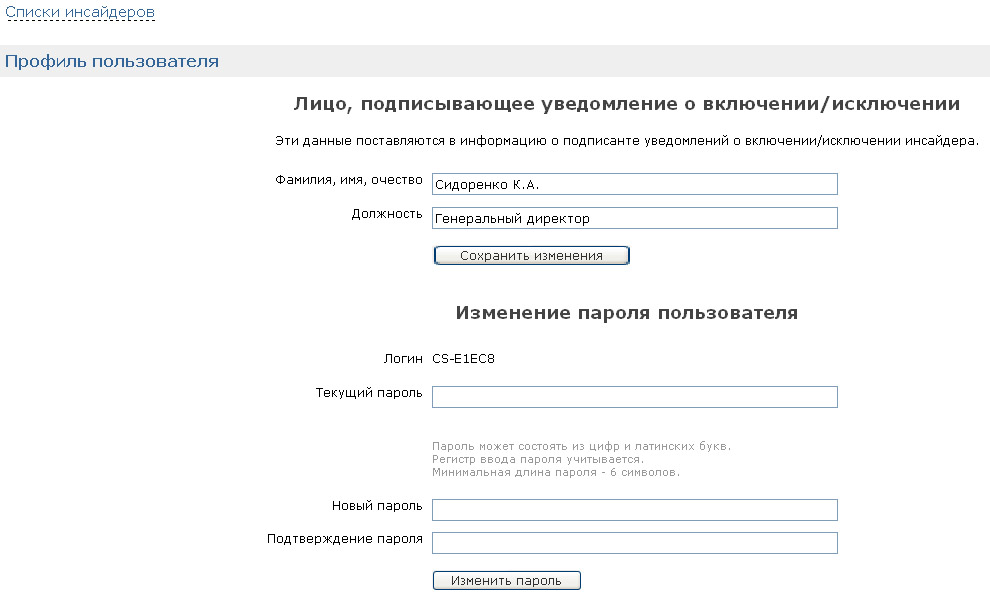 Списки инсайдеров
Профиль пользователя
Лицо, подписывающее уведомление о включении/исключении
Эти данные поставляются в информацию о подписанте уведомлений о включении/исключении инсайдера.
Фамилия, имя, очество Сидоренко К.А.
Должность Генеральный директор
Сохранить изменения
Изменение пароля пользователя
Логин CS-E1EC8
Текущий пароль
Пароль может состоять из цифр и латинских букв.
Регистр ввода пароля учитывается.
Минимальная длина пароля - 6 символов.
Новый пароль
Подтверждение пароля
Изменить пароль